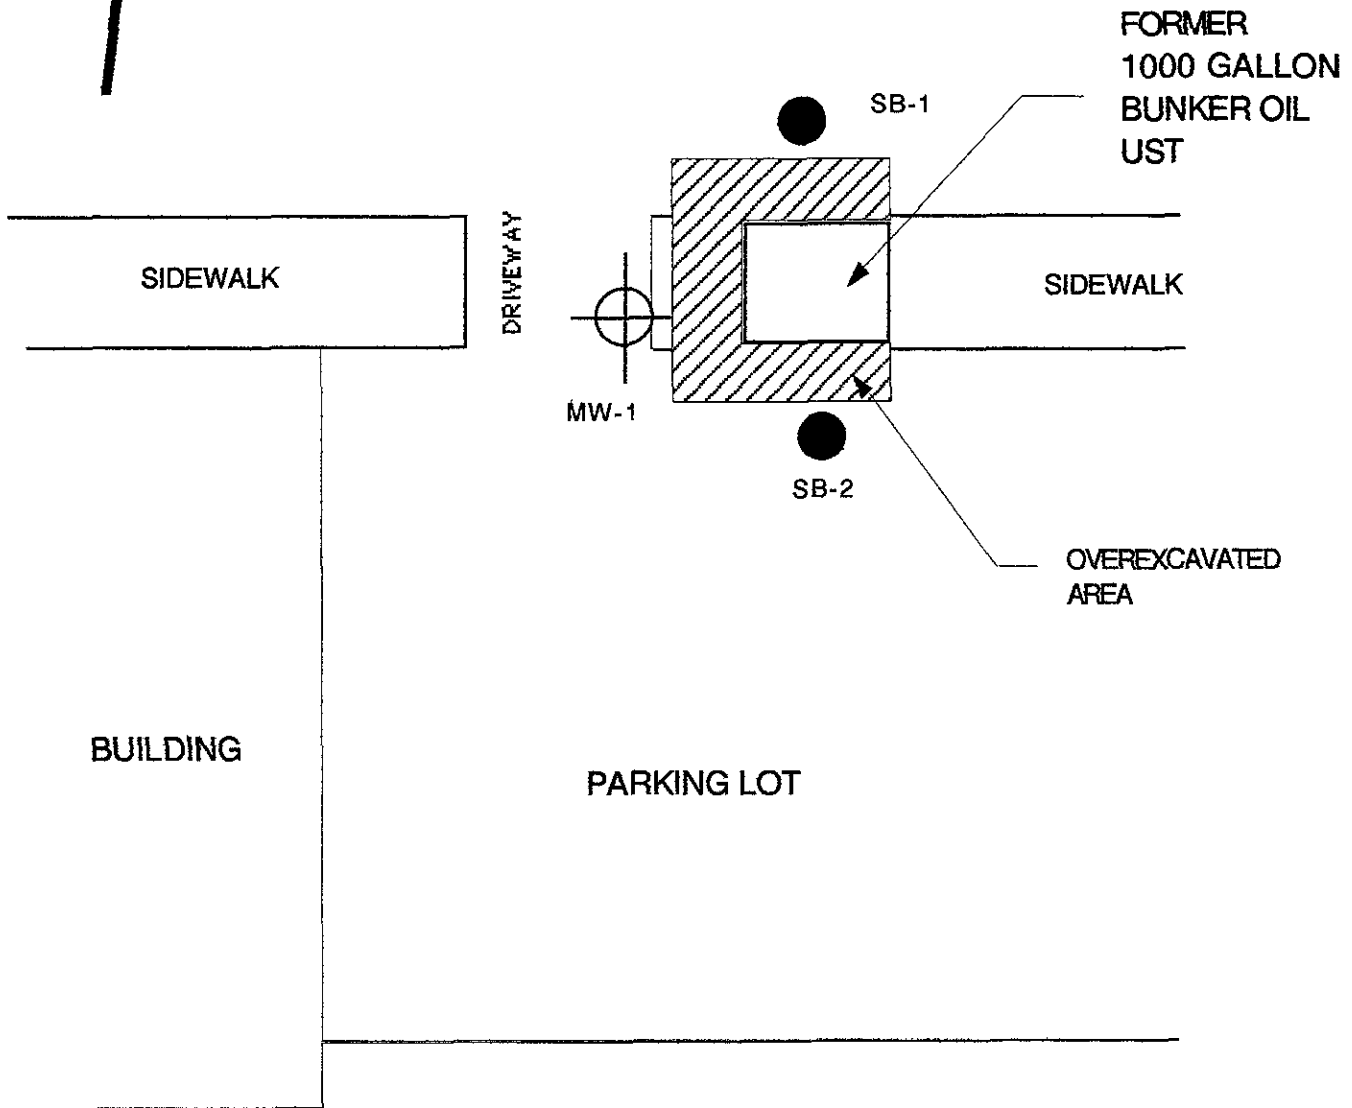 FORMER
1000 GALLON
BUNKER OIL
UST
SB-1
SIDEWALK
DRIVEWAY
SIDEWALK
MW-1
SB-2
OVEREXCAVATED
AREA
BUILDING
PARKING LOT